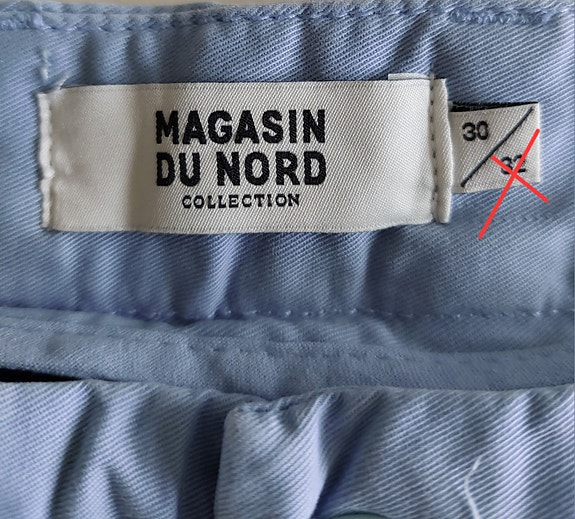 MAGASIN
DU NORD
COLLECTION
30
32